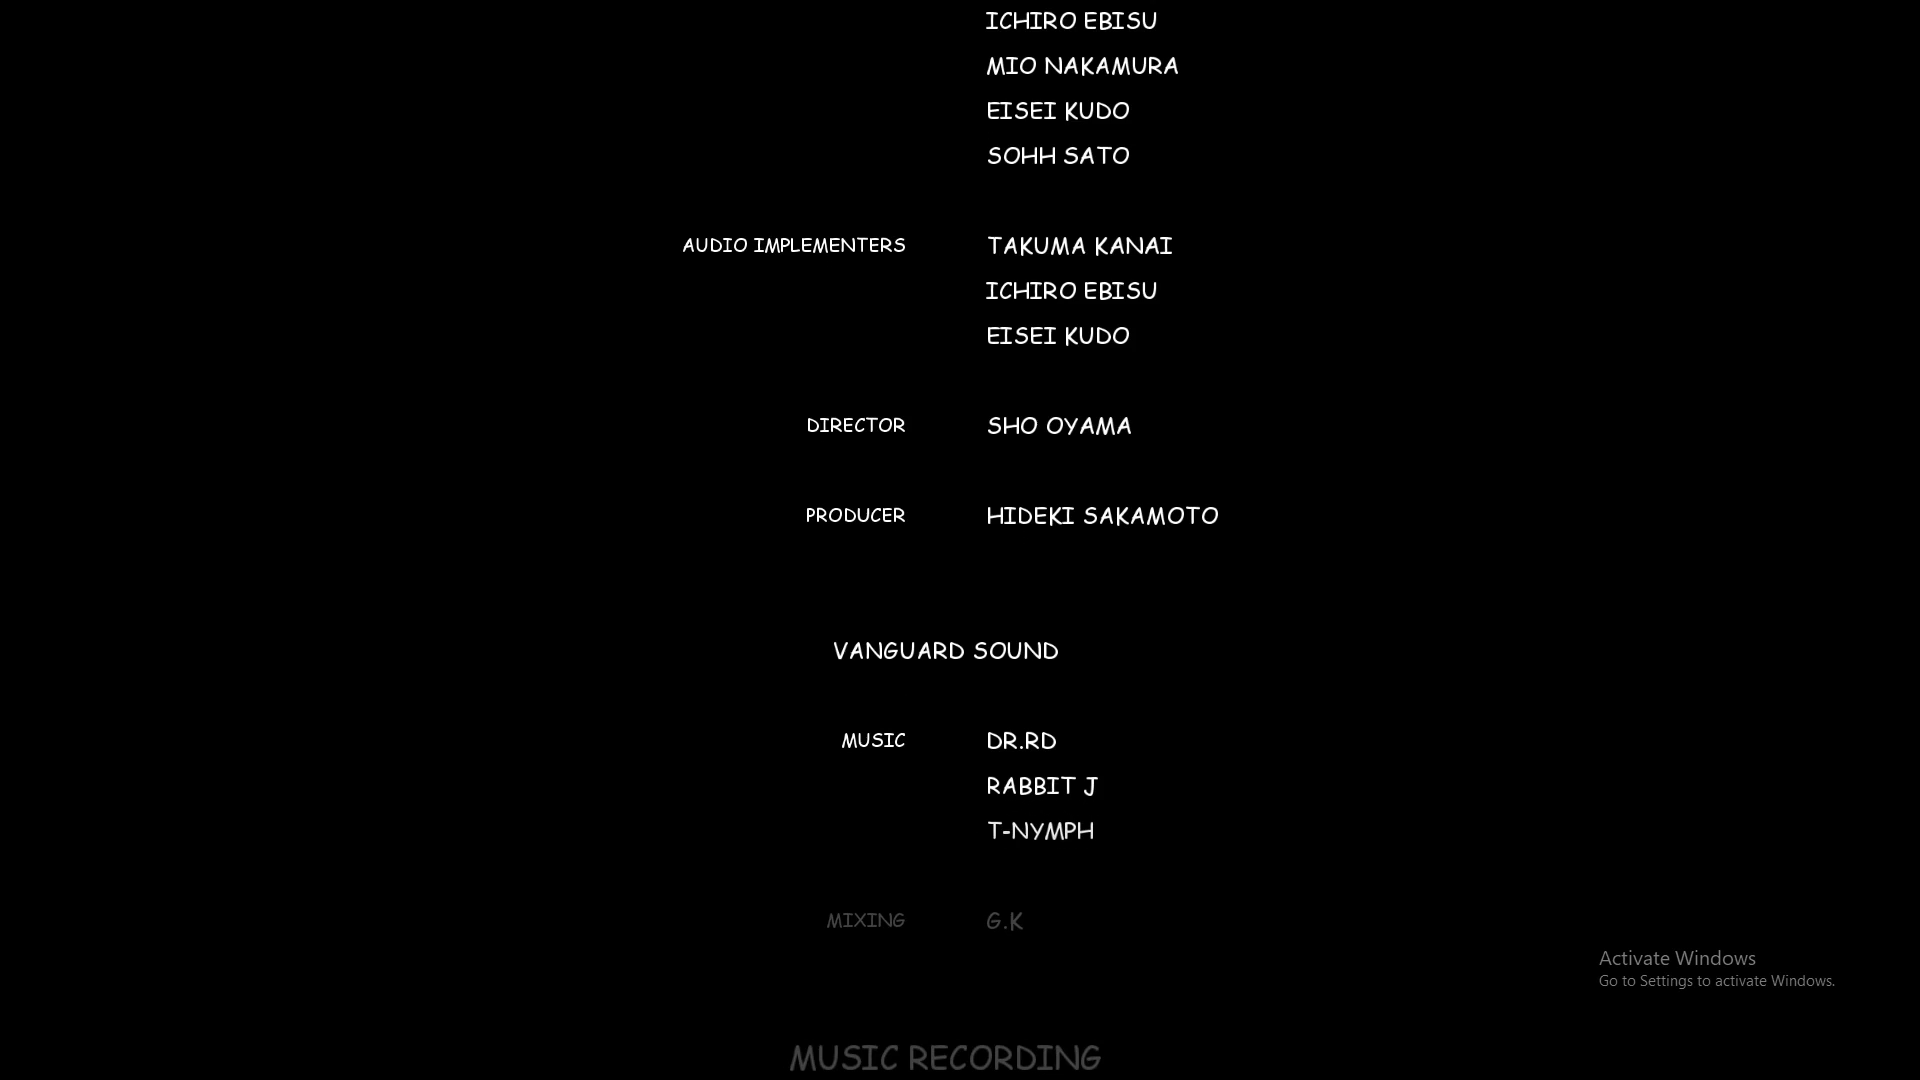 ICHIRO EBISU
MIO NAKAMURA
EISEI KUDO
SOHH SATO
AUDIO IMPLEMENTERS TAKUMA KANAI
ICHIRO EBISU
EISEI KUDO
DIRECTOR SHO OYAMA
PRODUCER HIDEKI SAKAMOTO
VANGUARD SOUND
MUSIC DR.RD
RABBIT J
T-NYMPH
MIXING G.K
Activate Windows
Go to Settings to activate Windows.
MUSIC RECORDING